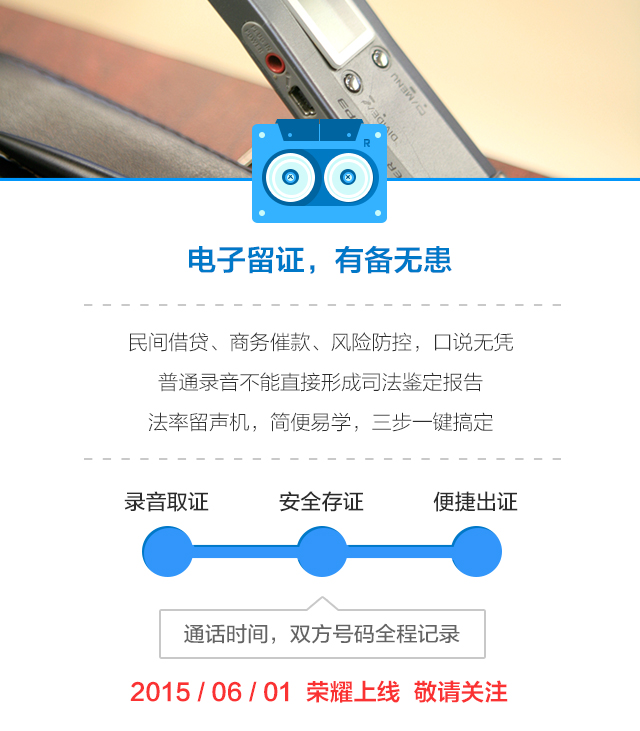 /MENU
DIVIDE/
R
电子留证，有备无患
民间借贷、商务催款、风险防控，口说无凭
普通录音不能直接形成司法鉴定报告
法率留声机，简便易学，三步一键搞定
录音取证 安全存证 便捷出证
通话时间，双方号码全程记录
2015 / 06 / 01 荣耀上线 敬请关注